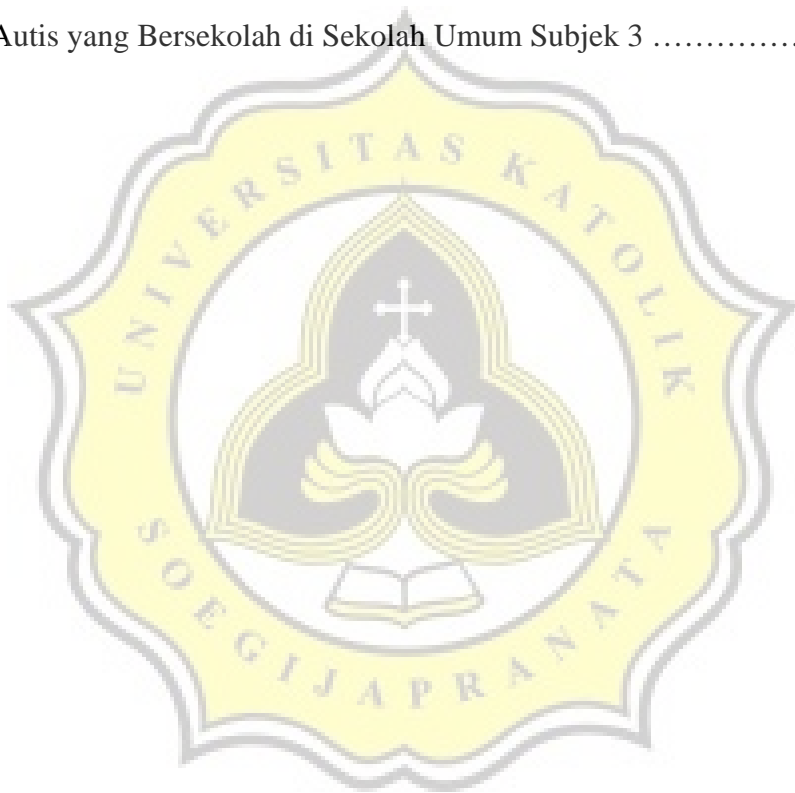 Autis yang Bersekolah di Sekolah Umum Subjek 3 ……………
UNIVERSITAS KATOLIK
SOEGIJAPRANATA